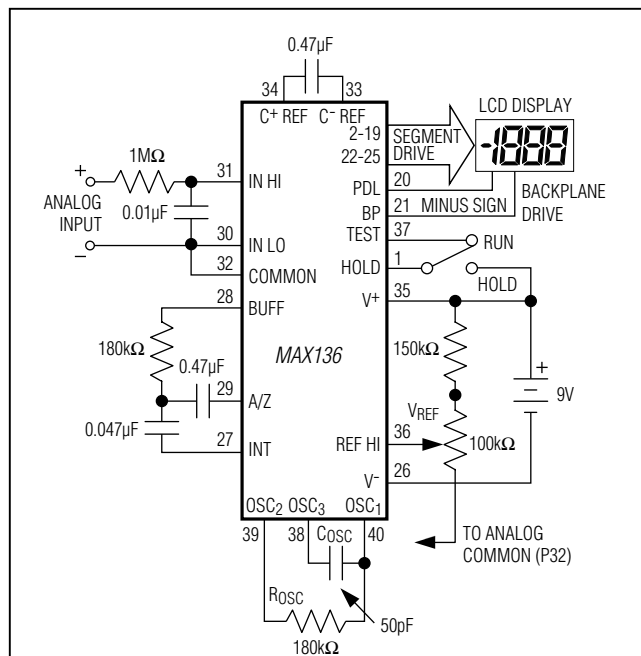 0.47µF
34
33
C+ REF
C- REF
LCD DISPLAY
2-19
SEGMENT
22-25
DRIVE
-1888
1MΩ
+
31
IN HI
PDL
20
ANALOG
INPUT
0.01µF
BP
21
MINUS SIGN
BACKPLANE
DRIVE
–
30
IN LO
TEST
37
RUN
32
COMMON
HOLD
1
HOLD
28
BUFF
V+
35
180kΩ
MAX136
150kΩ
+
0.47µF
29
A/Z
9V
VREF
0.047µF
REF HI
36
100kΩ
27
INT
V-
26
OSC2
OSC3
OSC1
39
38
COSC
40
TO ANALOG
COMMON (P32)
ROSC
50pF
180kΩ